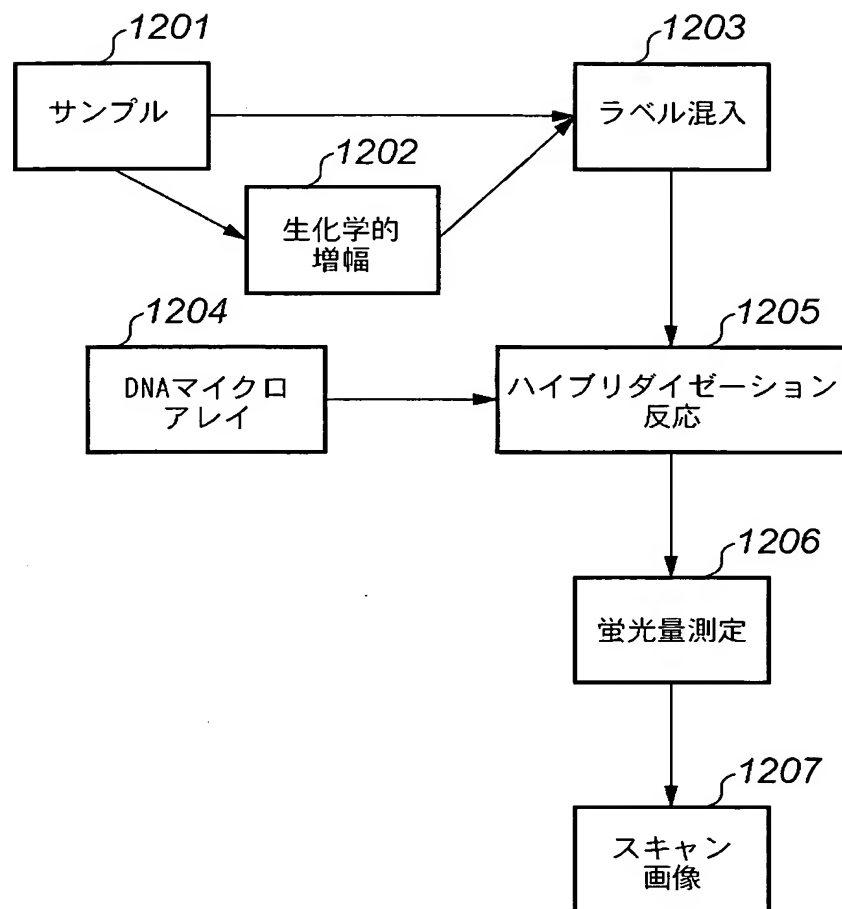 1201
サンプル
1203
ラベル混入
1202
生化学的
増幅
1204
DNAマイクロ
アレイ
1205
ハイブリダイゼーション
反応
1206
蛍光量測定
1207
スキャン
画像